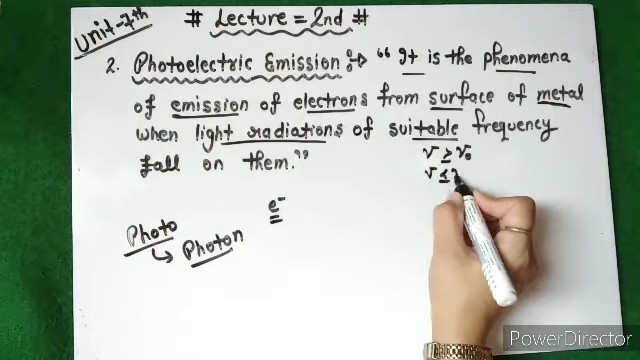 Unit-7th
# Lecture = 2nd #
2. Photoelectric Emission :→ “ It is the phenomena
of emission of electrons from surface of metal
when light radiations of suitable frequency
fall on them.”
ν ≥ ν₀
ν ≤
e⁻
Photo
↳ Photon
PowerDirector